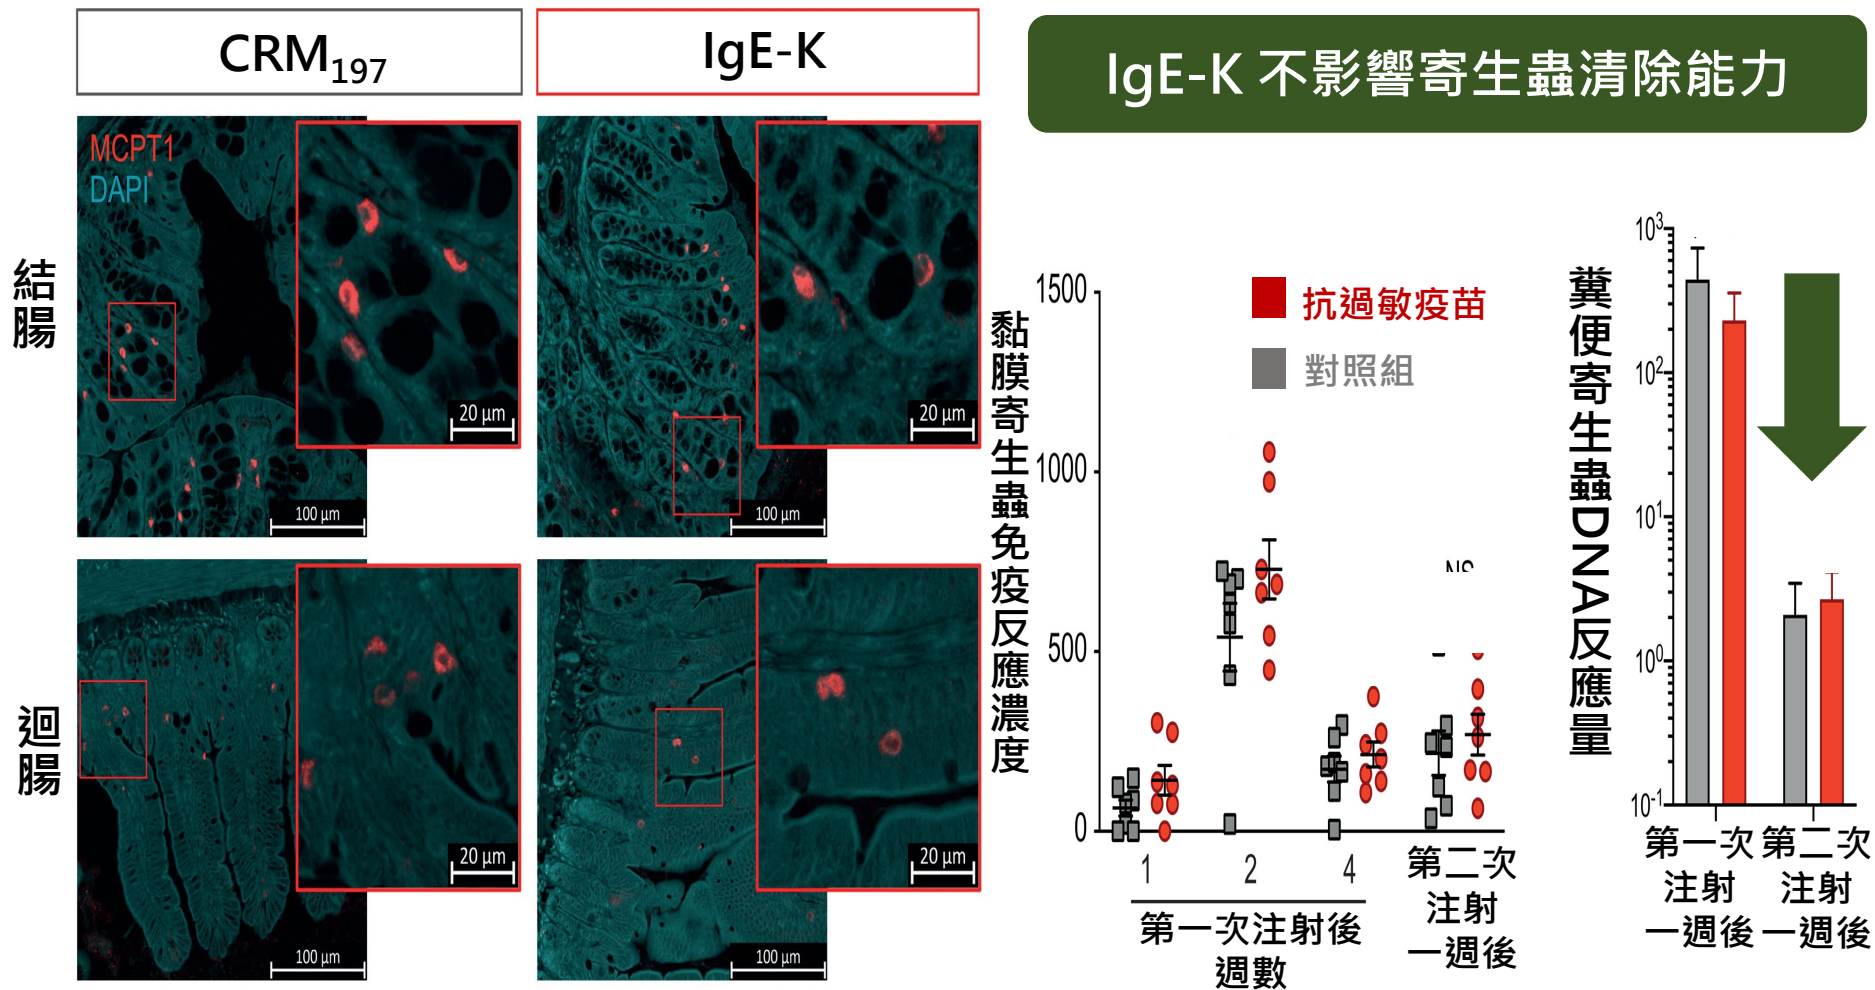 CRM197
IgE-K
IgE-K 不影響寄生蟲清除能力
MCPT1
DAPI
結腸
20 μm
100 μm
20 μm
100 μm
迴腸
20 μm
100 μm
20 μm
100 μm
黏膜寄生蟲免疫反應濃度
1500
1000
500
0
抗過敏疫苗
對照組
NS
1
2
4
第一次注射後
週數
第二次
注射
一週後
糞便寄生蟲DNA反應量
10³
10²
10¹
10⁰
10⁻¹
第一次
注射
一週後
第二次
注射
一週後